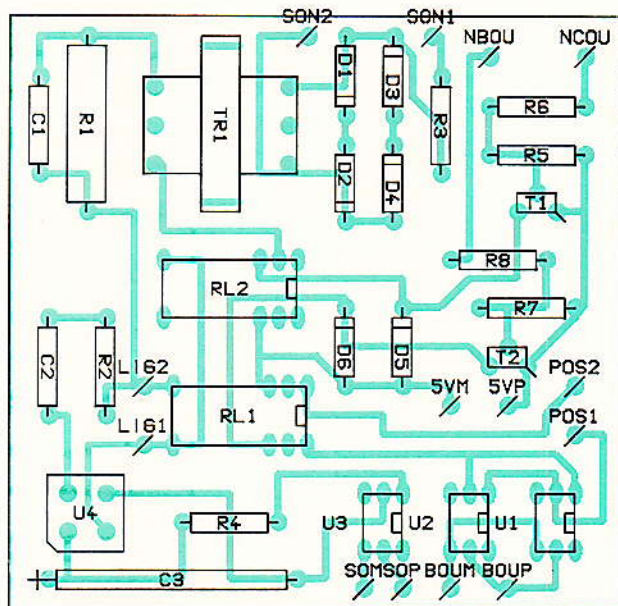 SON2 SON1
NBOU NCOU
D1 D3
C1 R1 TR1 R3 R6
R5
D2 D4
T1
R8
RL2
R7
C2 R2 D6 D5 T2
LIG2 5VM 5VP POS2
RL1
LIG1 POS1
U4 R4 U3 U2 U1
C3 SOM SOP BOUM BOUP